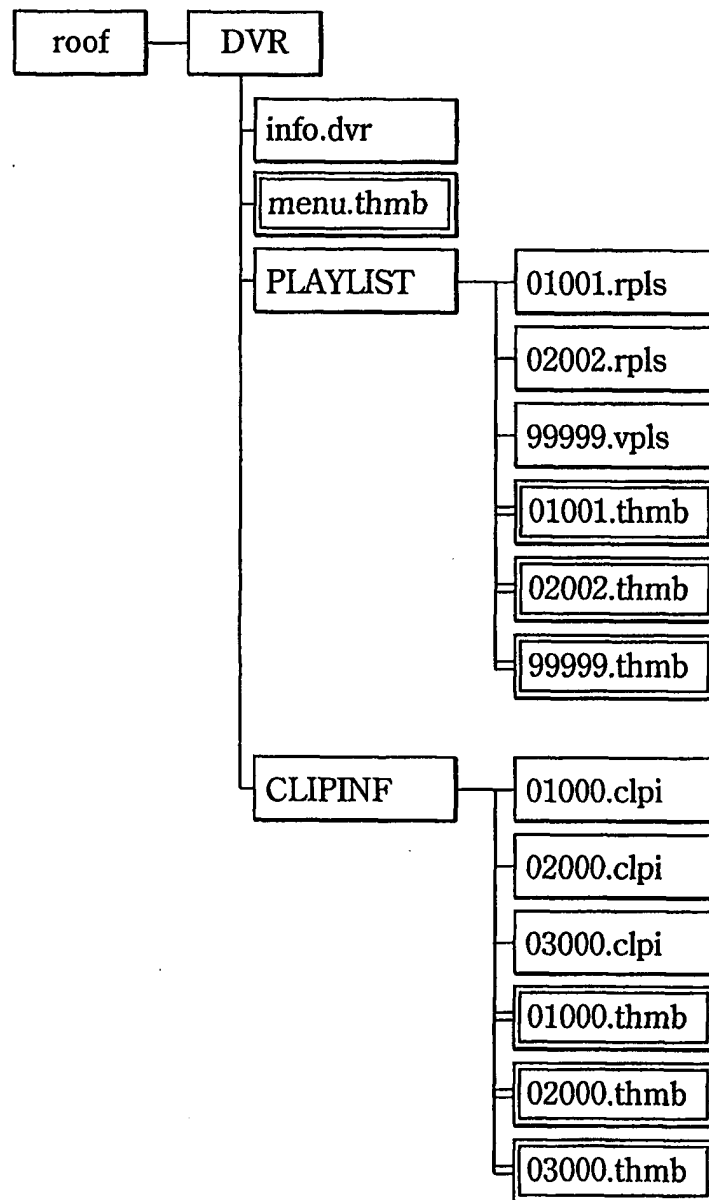 roof
DVR
info.dvr
menu.thmb
PLAYLIST
01001.rpls
02002.rpls
99999.vpls
01001.thmb
02002.thmb
99999.thmb
CLIPINF
01000.clpi
02000.clpi
03000.clpi
01000.thmb
02000.thmb
03000.thmb